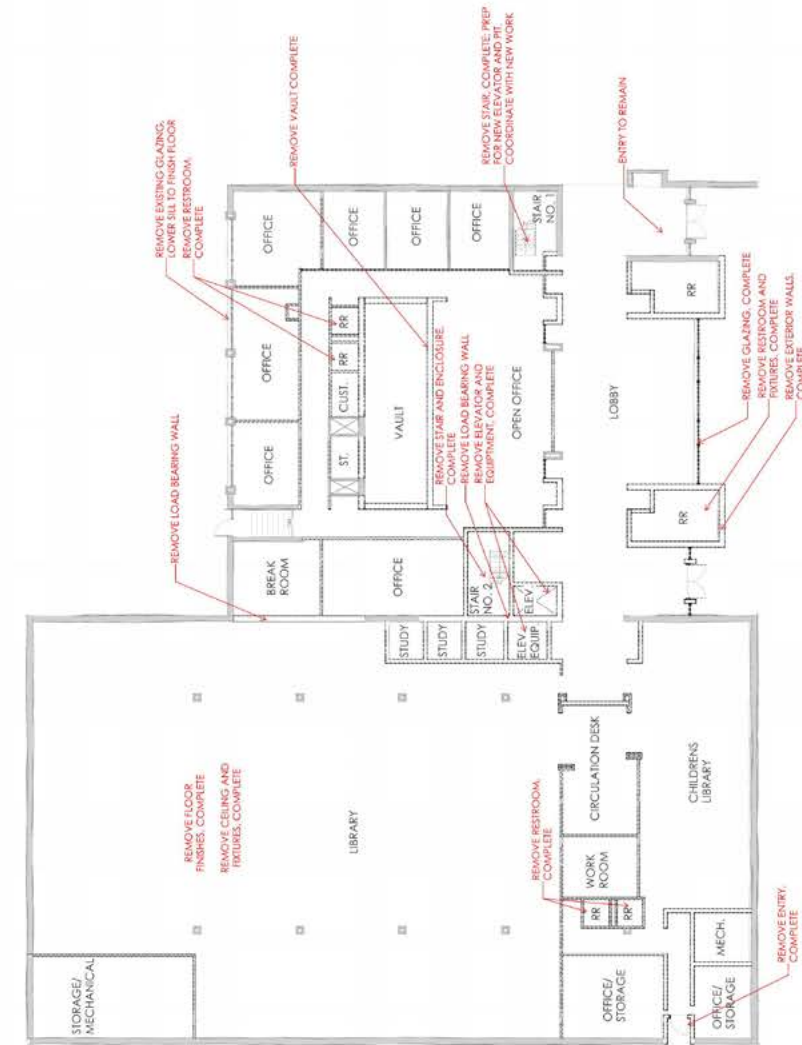 REMOVE ENTRY,
COMPLETE
OFFICE/
STORAGE
MECH.
OFFICE/
STORAGE
RR
RR
REMOVE RESTROOM,
COMPLETE
WORK
ROOM
CIRCULATION DESK
CHILDRENS
LIBRARY
STORAGE/
MECHANICAL
REMOVE FLOOR
FINISHES, COMPLETE
REMOVE CEILING AND
FIXTURES, COMPLETE
LIBRARY
STUDY
STUDY
STUDY
ELEV
EQUIP.
ELEV
STAIR
NO. 2
OFFICE
BREAK
ROOM
REMOVE LOAD BEARING WALL
REMOVE STAIR AND ENCLOSURE,
COMPLETE
REMOVE LOAD BEARING WALL
REMOVE ELEVATOR AND
EQUIPTMENT, COMPLETE
OFFICE
OFFICE
OFFICE
ST.
CUST.
RR
RR
VAULT
OPEN OFFICE
LOBBY
RR
RR
REMOVE GLAZING, COMPLETE
REMOVE RESTROOM AND
FIXTURES, COMPLETE
REMOVE EXTERIOR WALLS,
COMPLETE
OFFICE
OFFICE
OFFICE
STAIR
NO. 1
REMOVE EXISTING GLAZING,
LOWER SILL TO FINISH FLOOR
REMOVE RESTROOM,
COMPLETE
REMOVE VAULT COMPLETE
REMOVE STAIR, COMPLETE; PREP
FOR NEW ELEVATOR AND PIT.
COORDINATE WITH NEW WORK
ENTRY TO REMAIN